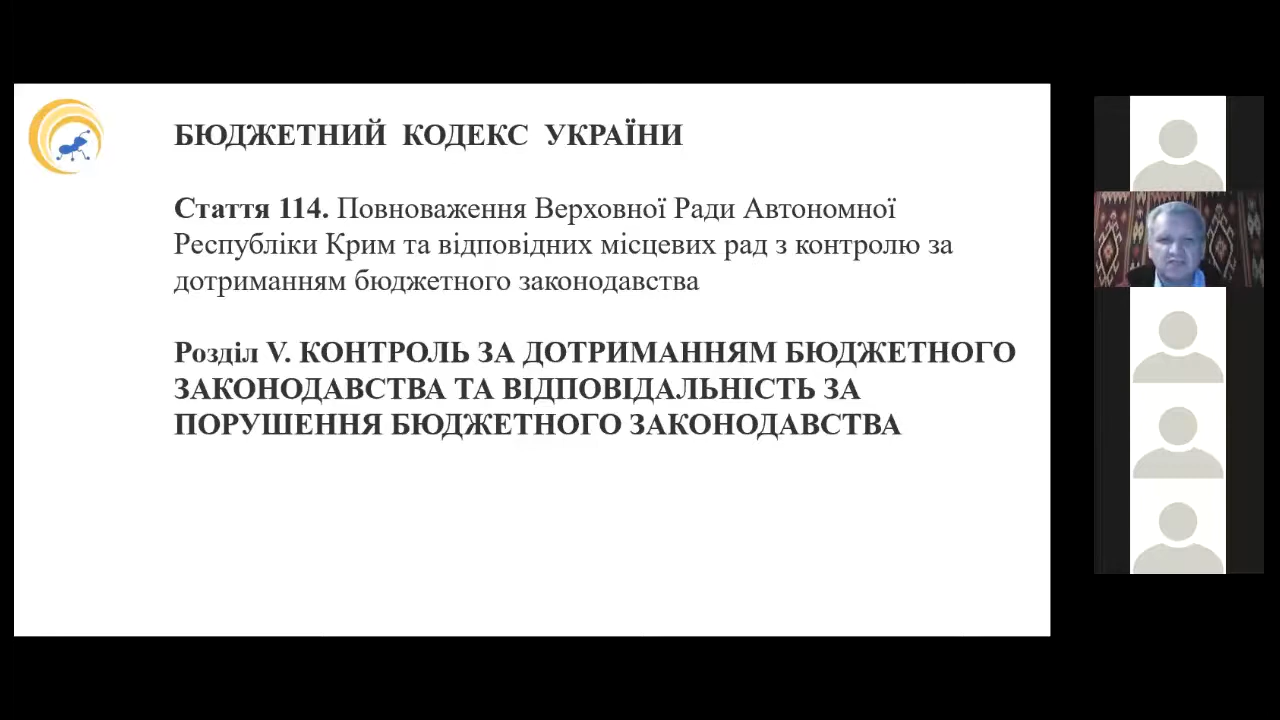 БЮДЖЕТНИЙ КОДЕКС УКРАЇНИ
Стаття 114. Повноваження Верховної Ради Автономної
Республіки Крим та відповідних місцевих рад з контролю за
дотриманням бюджетного законодавства
Розділ V. КОНТРОЛЬ ЗА ДОТРИМАННЯМ БЮДЖЕТНОГО
ЗАКОНОДАВСТВА ТА ВІДПОВІДАЛЬНІСТЬ ЗА
ПОРУШЕННЯ БЮДЖЕТНОГО ЗАКОНОДАВСТВА